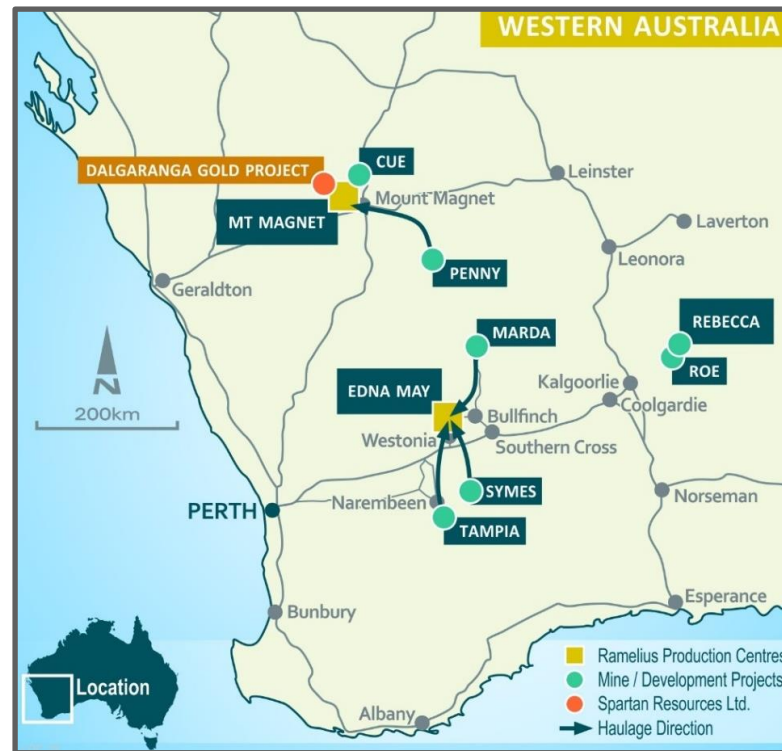 WESTERN AUSTRALIA
CUE
DALGARANGA GOLD PROJECT
Leinster
Mount Magnet
MT MAGNET
Laverton
Leonora
PENNY
Geraldton
REBECCA
MARDA
ROE
N
EDNA MAY
Kalgoorlie
Coolgardie
200km
Bullfinch
Westonia
Southern Cross
SYMES
Norseman
Narembeen
PERTH
TAMPIA
Esperance
Bunbury
Ramelius Production Centres
Mine / Development Projects
Location
Spartan Resources Ltd.
Albany
Haulage Direction